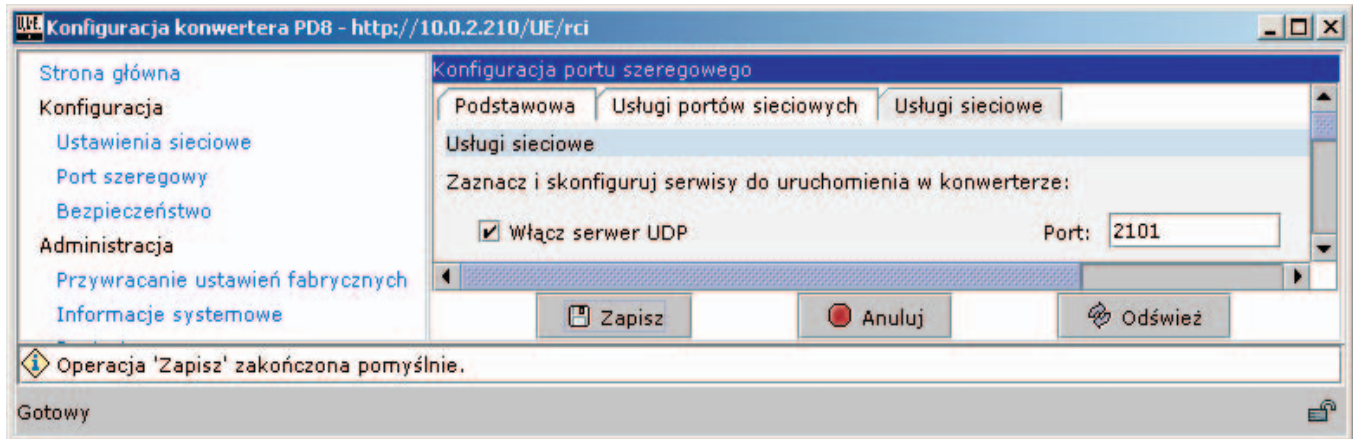 Konfiguracja konwertera PD8 - http://10.0.2.210/UE/rci
Strona główna
Konfiguracja
Ustawienia sieciowe
Port szeregowy
Bezpieczeństwo
Administracja
Przywracanie ustawień fabrycznych
Informacje systemowe
Konfiguracja portu szeregowego
Podstawowa Usługi portów sieciowych Usługi sieciowe
Usługi sieciowe
Zaznacz i skonfiguruj serwisy do uruchomienia w konwerterze:
Włącz serwer UDP Port: 2101
Zapisz Anuluj Odśwież
Operacja 'Zapisz' zakończona pomyślnie.
Gotowy